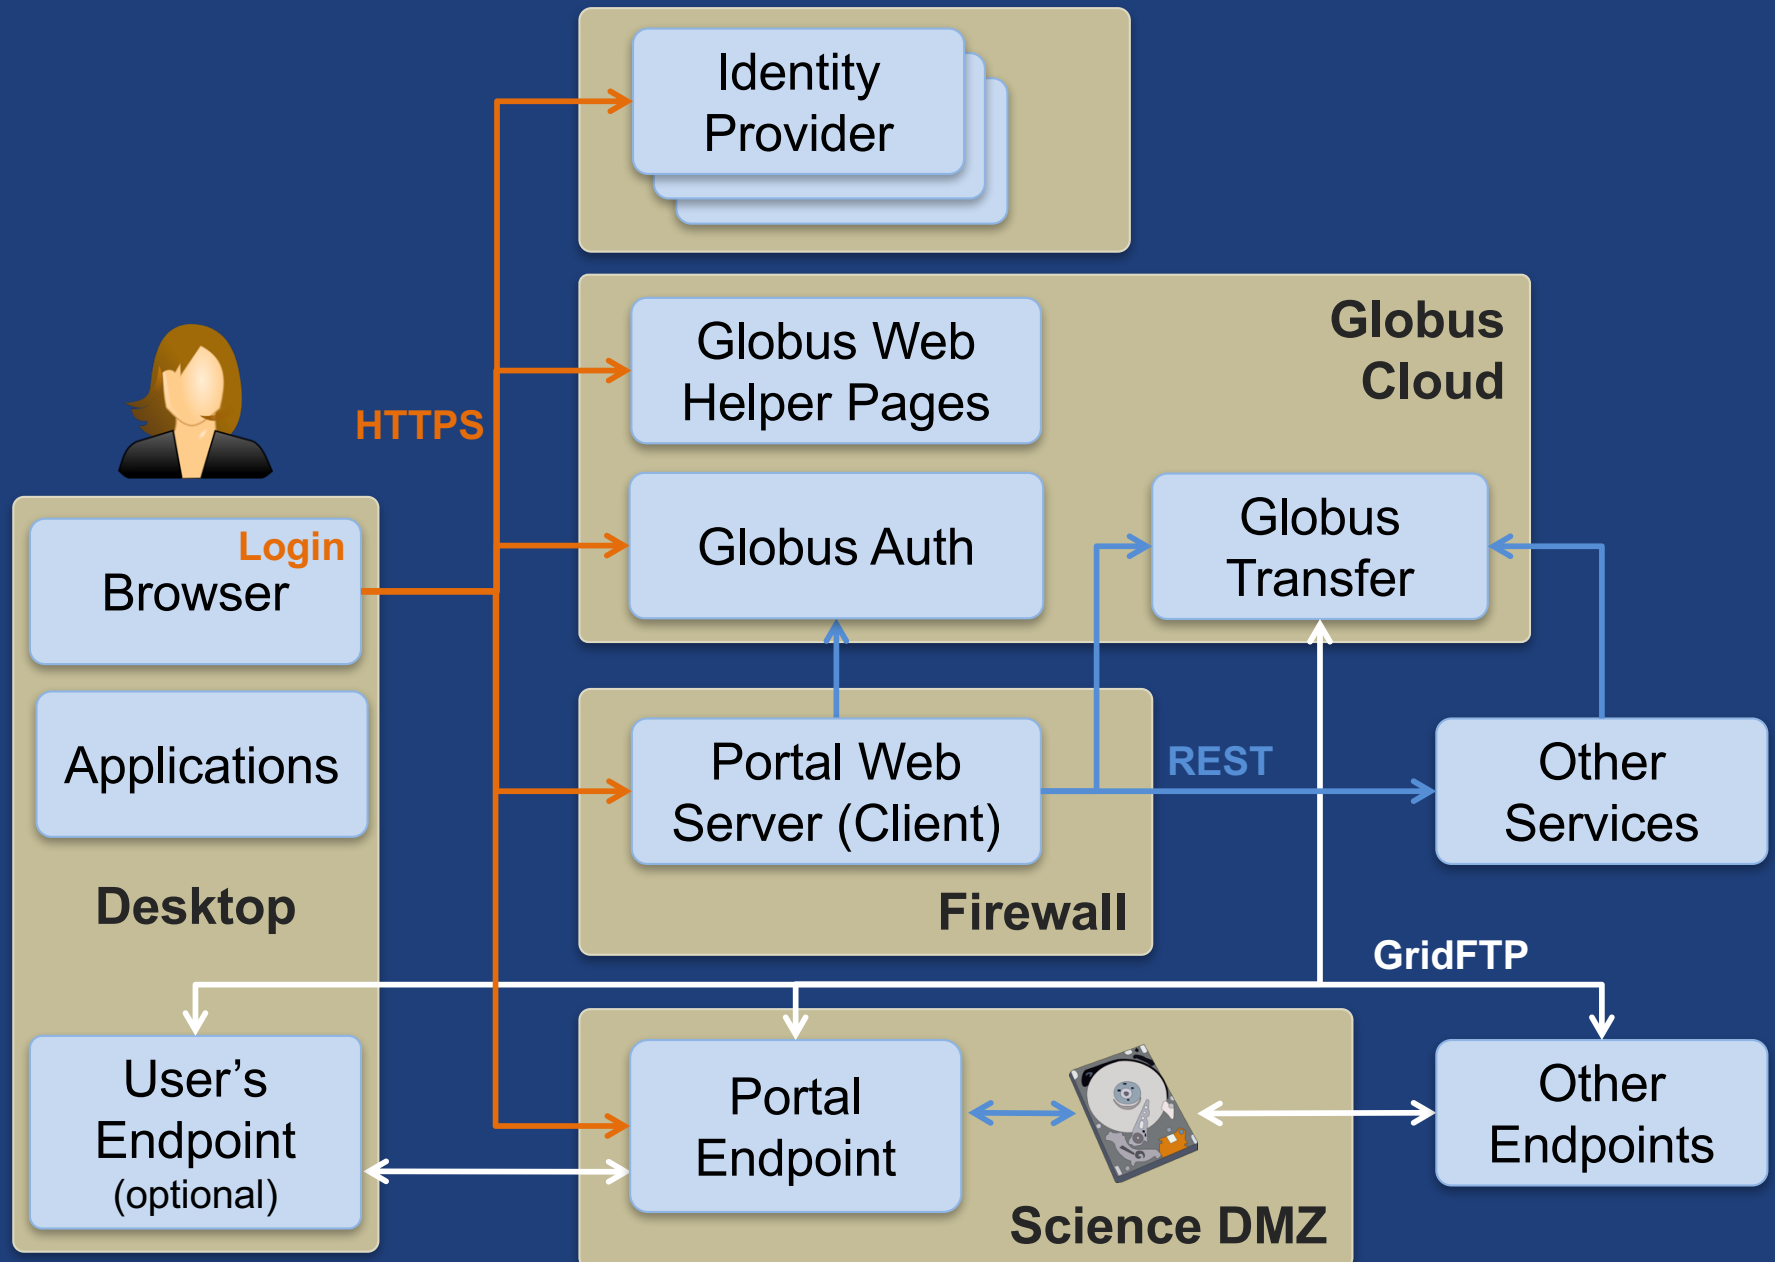 Identity
Provider
Globus Web
Helper Pages
Globus
Cloud
HTTPS
Login
Browser
Globus Auth
Globus
Transfer
Applications
Portal Web
Server (Client)
REST
Other
Services
Desktop
Firewall
GridFTP
User’s
Endpoint
(optional)
Portal
Endpoint
Other
Endpoints
Science DMZ